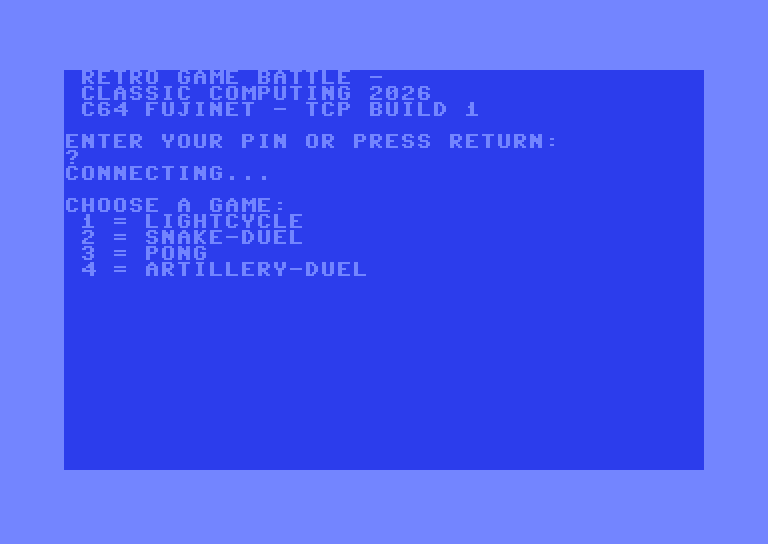 RETRO GAME BATTLE -
CLASSIC COMPUTING 2026
C64 FUJINET - TCP BUILD 1
ENTER YOUR PIN OR PRESS RETURN:
?
CONNECTING...
CHOOSE A GAME:
1 = LIGHTCYCLE
2 = SNAKE-DUEL
3 = PONG
4 = ARTILLERY-DUEL